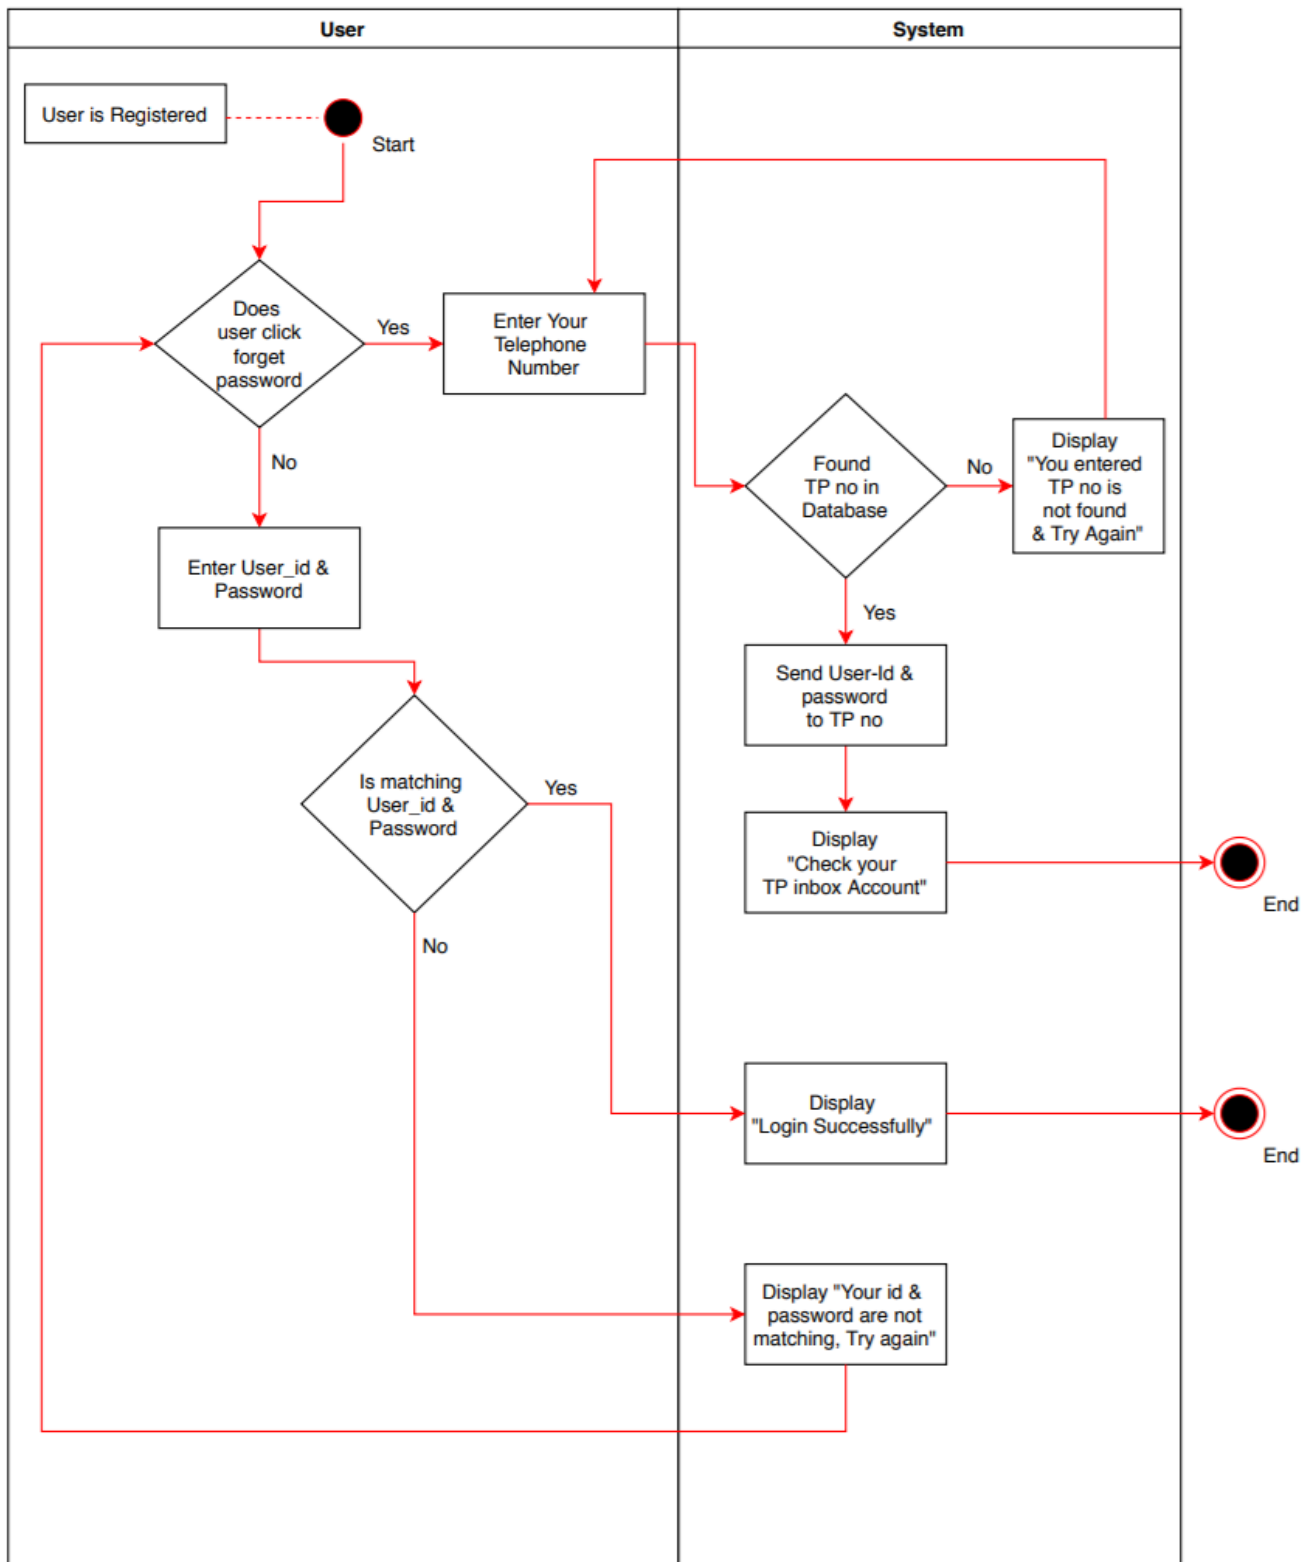 User
System
User is Registered
Start
Does
user click
forget
password
Yes
Enter Your
Telephone
Number
No
Found
TP no in
Database
No
Display
"You entered
TP no is
not found
& Try Again"
Enter User_id &
Password
Yes
Send User-Id &
password
to TP no
Is matching
User_id &
Password
Yes
Display
"Check your
TP inbox Account"
End
No
Display
"Login Successfully"
End
Display "Your id &
password are not
matching, Try again"